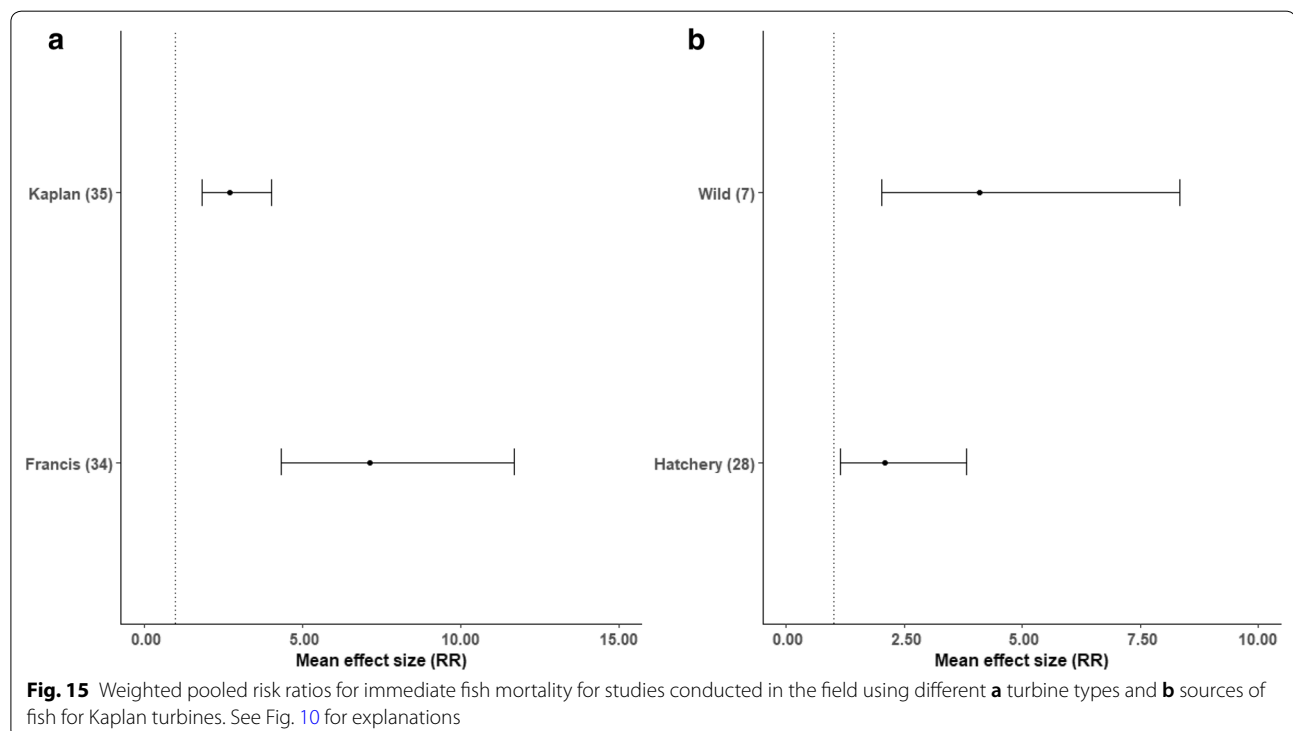 a
Kaplan (35)
Francis (34)
0.00 5.00 10.00 15.00
Mean effect size (RR)
b
Wild (7)
Hatchery (28)
0.00 2.50 5.00 7.50 10.00
Mean effect size (RR)
Fig. 15 Weighted pooled risk ratios for immediate fish mortality for studies conducted in the field using different a turbine types and b sources of
fish for Kaplan turbines. See Fig. 10 for explanations